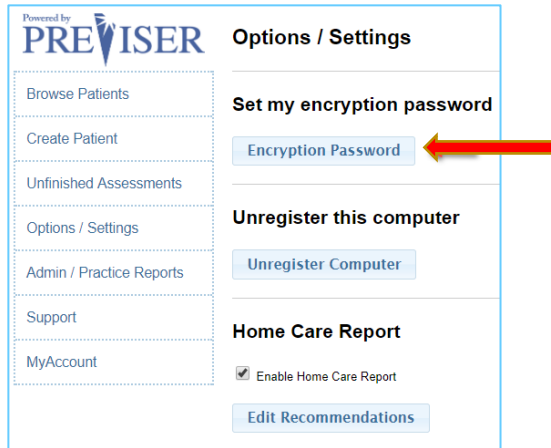 Powered by
PREVISER
Browse Patients
Create Patient
Unfinished Assessments
Options / Settings
Admin / Practice Reports
Support
MyAccount
Options / Settings
Set my encryption password
Encryption Password
Unregister this computer
Unregister Computer
Home Care Report
Enable Home Care Report
Edit Recommendations